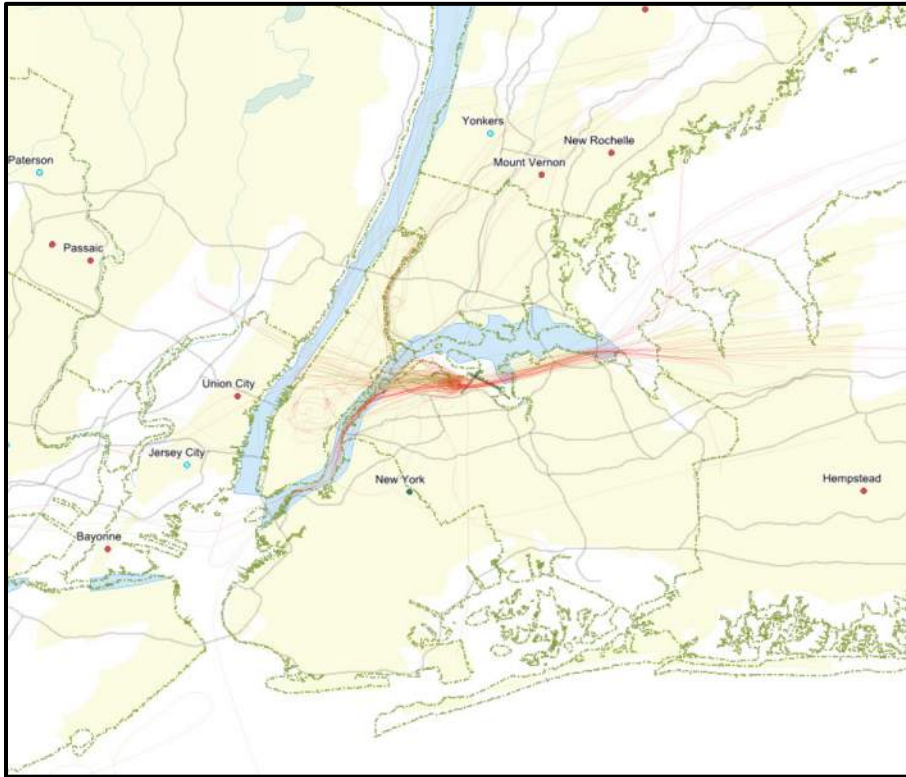 Yonkers
New Rochelle
Mount Vernon
Paterson
Passaic
Union City
Jersey City
New York
Hempstead
Bayonne